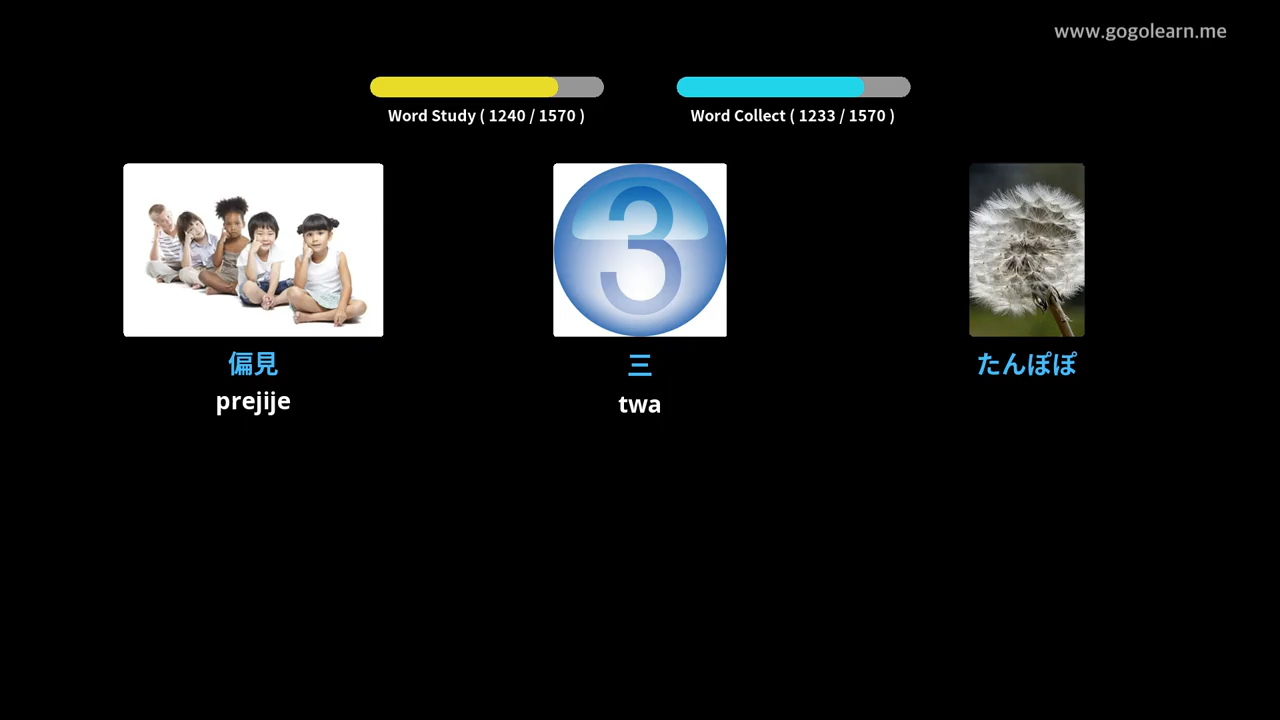 www.gogolearn.me
Word Study ( 1240 / 1570 )
Word Collect ( 1233 / 1570 )
3
偏見
三
たんぽぽ
prejije
twa